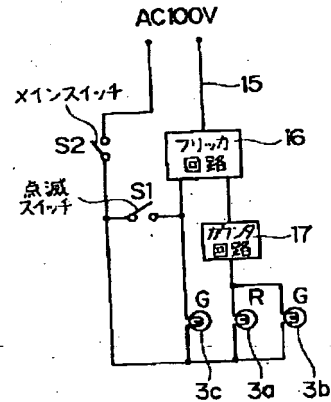 AC100V
メインスイッチ
15
S2
フリッカ
回路
16
点滅
スイッチ
S1
カウンタ
回路
17
G
R
G
3c
3a
3b